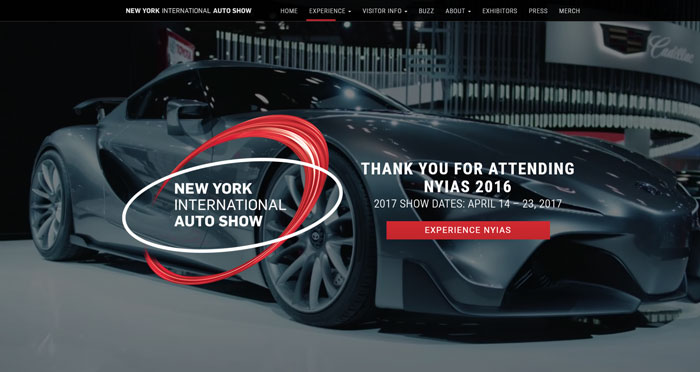 NEW YORK INTERNATIONAL AUTO SHOW
HOME EXPERIENCE VISITOR INFO BUZZ ABOUT EXHIBITORS PRESS MERCH
Cadillac
THANK YOU FOR ATTENDING
NYIAS 2016
2017 SHOW DATES: APRIL 14 – 23, 2017
EXPERIENCE NYIAS
NEW YORK
INTERNATIONAL
AUTO SHOW